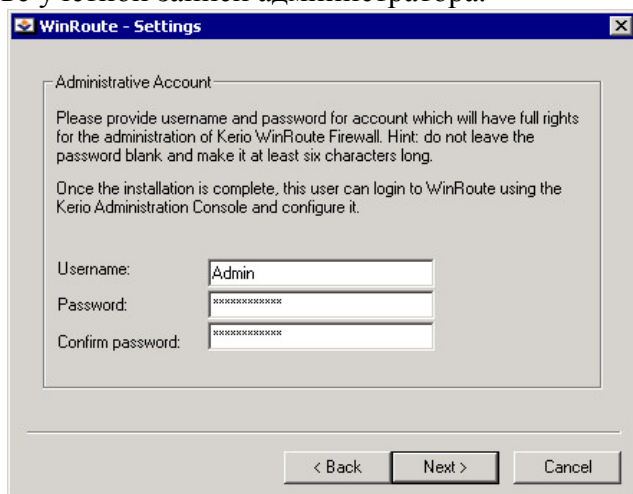 учетной записи администратора.
WinRoute - Settings
Administrative Account
Please provide username and password for account which will have full rights
for the administration of Kerio WinRoute Firewall. Hint: do not leave the
password blank and make it at least six characters long.
Once the installation is complete, this user can login to WinRoute using the
Kerio Administration Console and configure it.
Username:
Admin
Password:
************
Confirm password:
************
< Back
Next >
Cancel